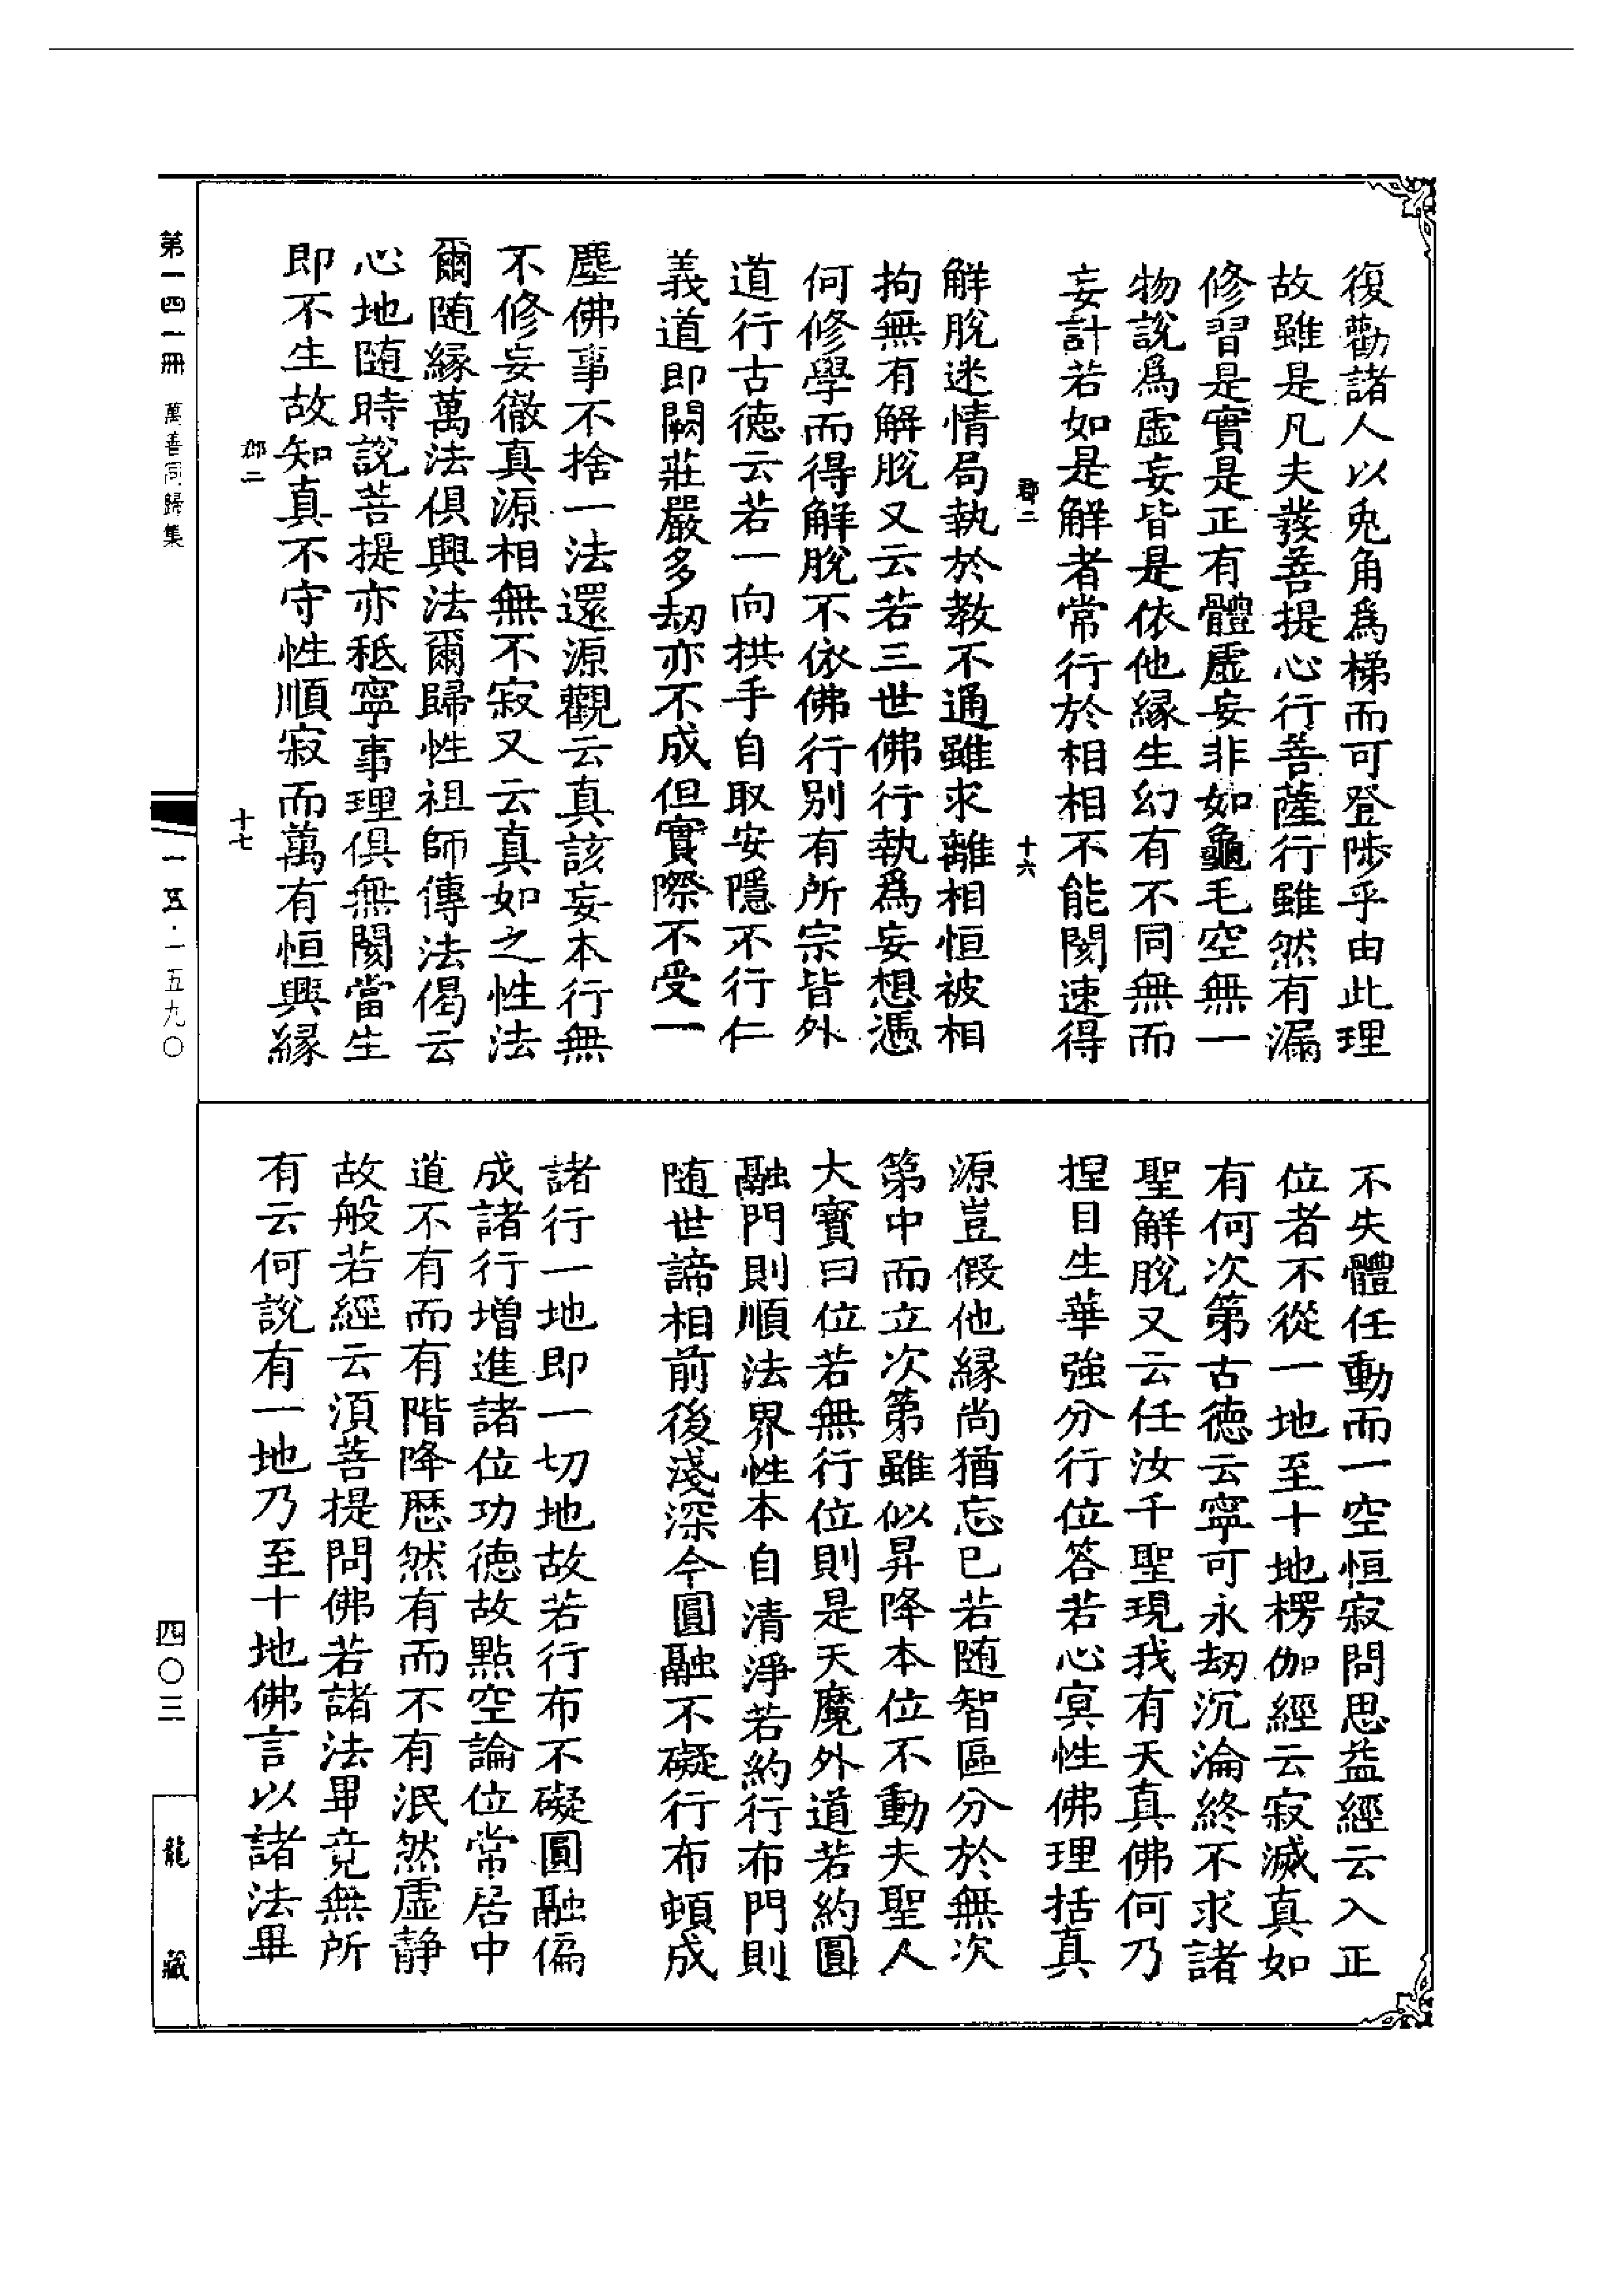 復勸諸人以兎角爲梯而可登陟乎由此理
故雖是凡夫發菩提心行菩薩行雖然有漏
修習是實是正有體虛妄非如龜毛空無一
物說爲虛妄皆是依他緣生幻有不同無而
妄計若如是解者常行於相相不能閡速得
郡二
十六
解脫迷情局執於教不通雖求離相恒被相
拘無有解脫又云若三世佛行執爲妄想憑
何修學而得解脫不依佛行別有所宗皆外
道行古德云若一向拱手自取安隱不行仁
義道即闕莊嚴多劫亦不成但實際不受一
塵佛事不捨一法還源觀云真該妄本行無
不修妄徹真源相無不寂又云真如之性法
爾隨緣萬法俱興法爾歸性祖師傳法偈云
心地隨時說菩提亦秖寧事理俱無閡當生
即不生故知真不守性順寂而萬有恒興緣
郡二
十七
不失體任動而一空恒寂問思益經云入正
位者不從一地至十地楞伽經云寂滅真如
有何次第古德云寧可永劫沉淪終不求諸
聖解脫又云任汝千聖現我有天真佛何乃
捏目生華強分行位答若心冥性佛理括真
源豈假他緣尚猶忘已若隨智區分於無次
第中而立次第雖似昇降本位不動夫聖人
大寶曰位若無行位則是天魔外道若約圓
融門則順法界性本自清淨若約行布門則
隨世諦相前後淺深今圓融不礙行布頓成
諸行一地即一切地故若行布不礙圓融徧
成諸行增進諸位功德故點空論位常居中
道不有而有階降歷然有而不有泯然虛靜
故般若經云須菩提問佛若諸法畢竟無所
有云何說有一地乃至十地佛言以諸法畢
第一四一冊
萬善同歸集
一五·一五九〇
四〇三
龍藏